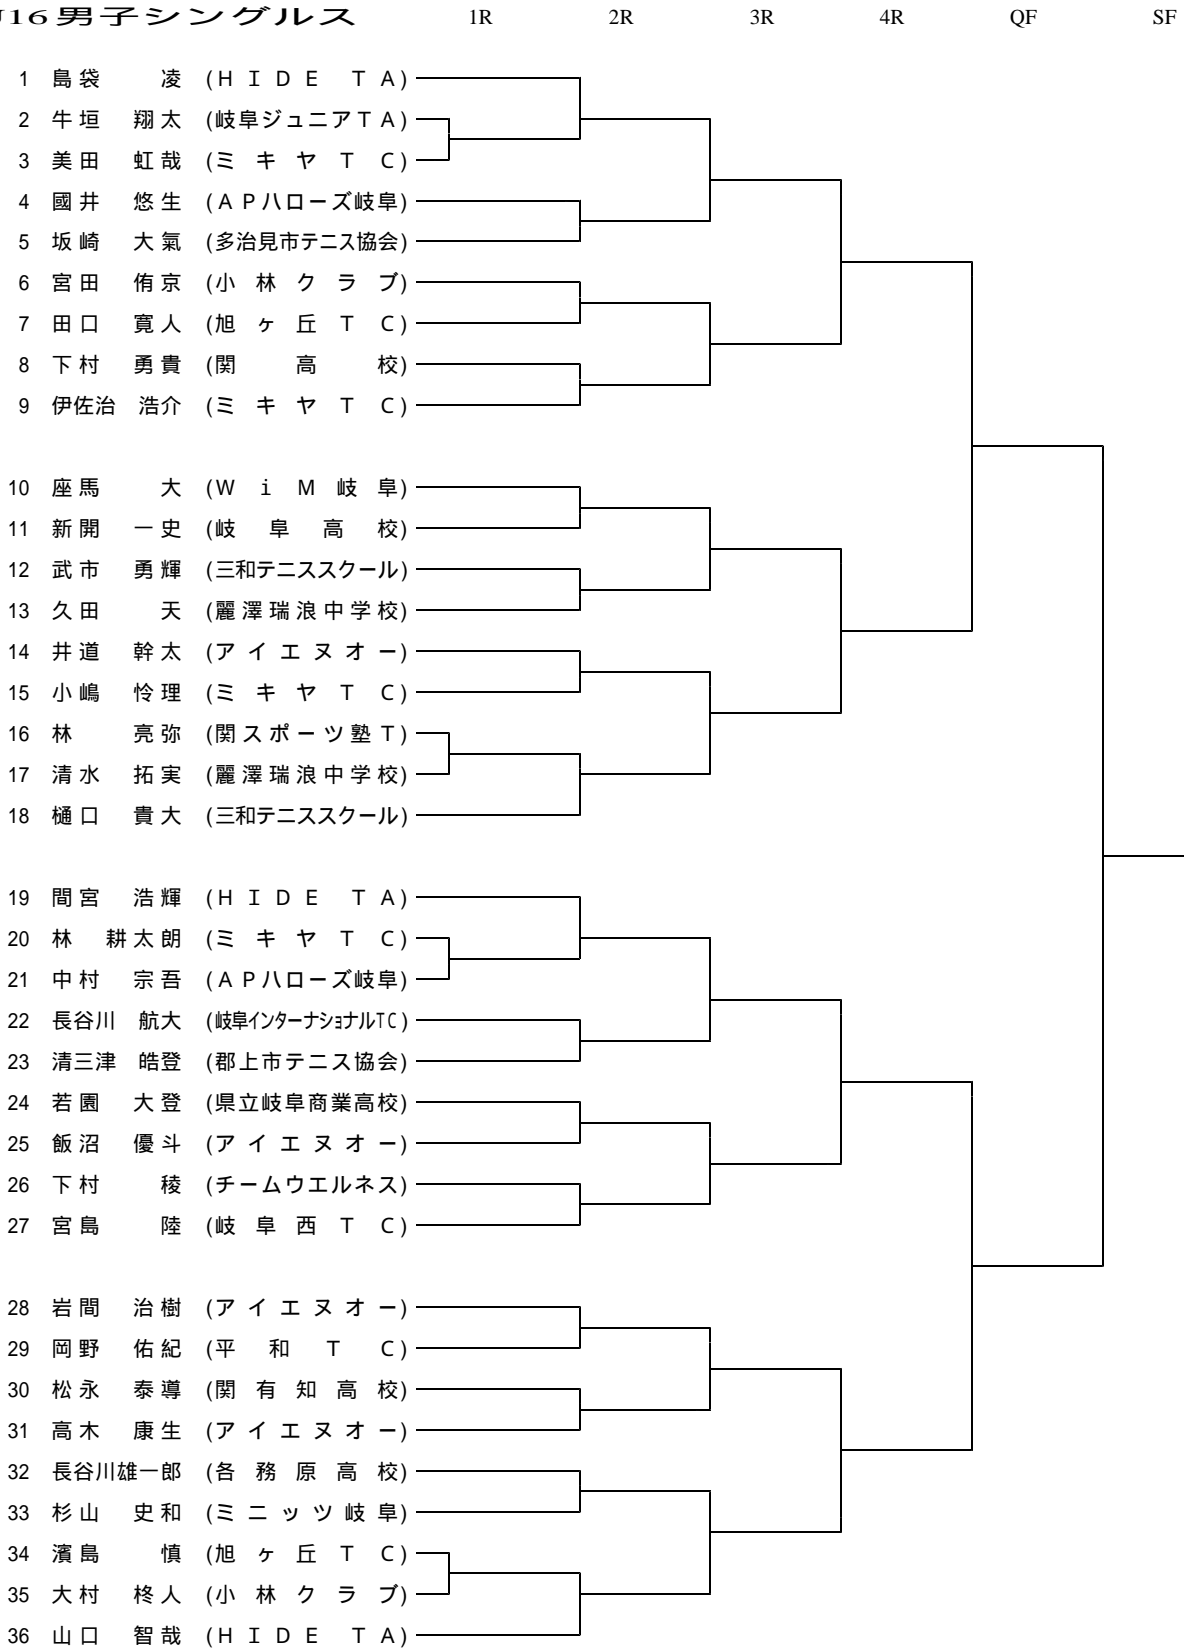 U16男子シングルス 1R 2R 3R 4R QF SF
1 島袋 凌 (HIDE TA)
2 牛垣 翔太 (岐阜ジュニアTA)
3 美田 虹哉 (ミキヤTC)
4 國井 悠生 (APハローズ岐阜)
5 坂崎 大氣 (多治見市テニス協会)
6 宮田 侑京 (小林クラブ)
7 田口 寛人 (旭ヶ丘TC)
8 下村 勇貴 (関高校)
9 伊佐治 浩介 (ミキヤTC)
10 座馬 大 (WiM岐阜)
11 新開 一史 (岐阜高校)
12 武市 勇輝 (三和テニススクール)
13 久田 天 (麗澤瑞浪中学校)
14 井道 幹太 (アイエヌオー)
15 小嶋 怜理 (ミキヤTC)
16 林 亮弥 (関スポーツ塾T)
17 清水 拓実 (麗澤瑞浪中学校)
18 樋口 貴大 (三和テニススクール)
19 間宮 浩輝 (HIDE TA)
20 林 耕太朗 (ミキヤTC)
21 中村 宗吾 (APハローズ岐阜)
22 長谷川 航大 (岐阜インターナショナルTC)
23 清三津 皓登 (郡上市テニス協会)
24 若園 大登 (県立岐阜商業高校)
25 飯沼 優斗 (アイエヌオー)
26 下村 稜 (チームウエルネス)
27 宮島 陸 (岐阜西TC)
28 岩間 治樹 (アイエヌオー)
29 岡野 佑紀 (平和TC)
30 松永 泰導 (関有知高校)
31 高木 康生 (アイエヌオー)
32 長谷川雄一郎 (各務原高校)
33 杉山 史和 (ミニッツ岐阜)
34 濱島 慎 (旭ヶ丘TC)
35 大村 柊人 (小林クラブ)
36 山口 智哉 (HIDE TA)